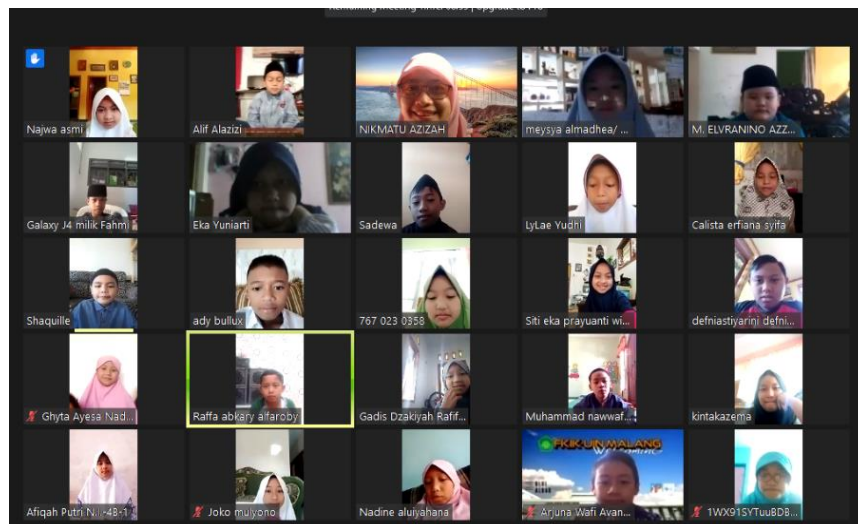 Najwa asmi
Alif Alazizi
NIKMATU AZIZAH
meysya almadhea/ ...
M. ELVRANINO AZZ...
Galaxy J4 milik Fahmi
Eka Yuniarti
Sadewa
LyLae Yudhi
Calista erfiana syifa
Shaquille
ady bullux
767 023 0358
Siti eka prayuanti wi...
defniastiyarini defni...
Ghyta Ayesa Nad...
Raffa abkary alfaroby
Gadis Dzakiyah Rafif...
Muhammad nawwaf...
kintakazema
FKIK UIN MALANG
Afiqah Putri N...-4B-1
Joko mulyono
Nadine aluiyahana
Arjuna Wafi Avan...
1WX91SYTuuBDB...